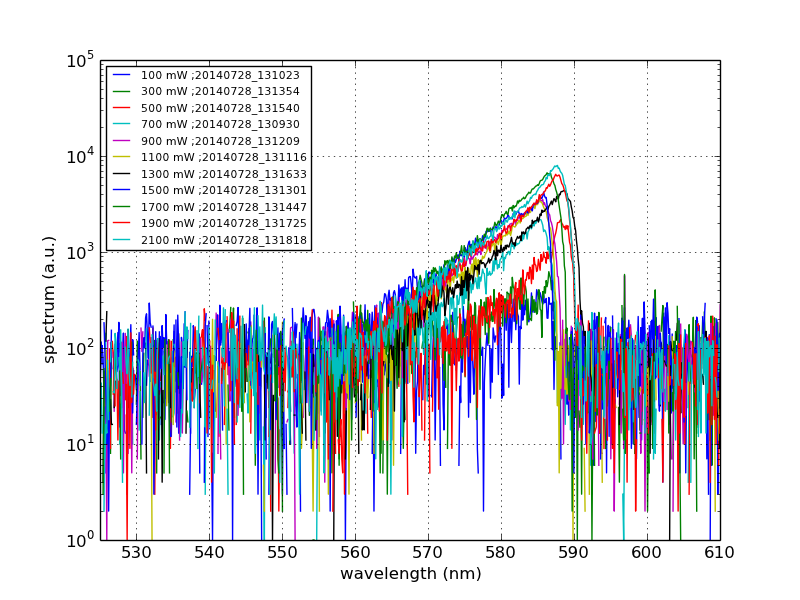 10^5
10^4
10^3
10^2
10^1
10^0
spectrum (a.u.)
100 mW ;20140728_131023
300 mW ;20140728_131354
500 mW ;20140728_131540
700 mW ;20140728_130930
900 mW ;20140728_131209
1100 mW ;20140728_131116
1300 mW ;20140728_131633
1500 mW ;20140728_131301
1700 mW ;20140728_131447
1900 mW ;20140728_131725
2100 mW ;20140728_131818
530 540 550 560 570 580 590 600 610
wavelength (nm)